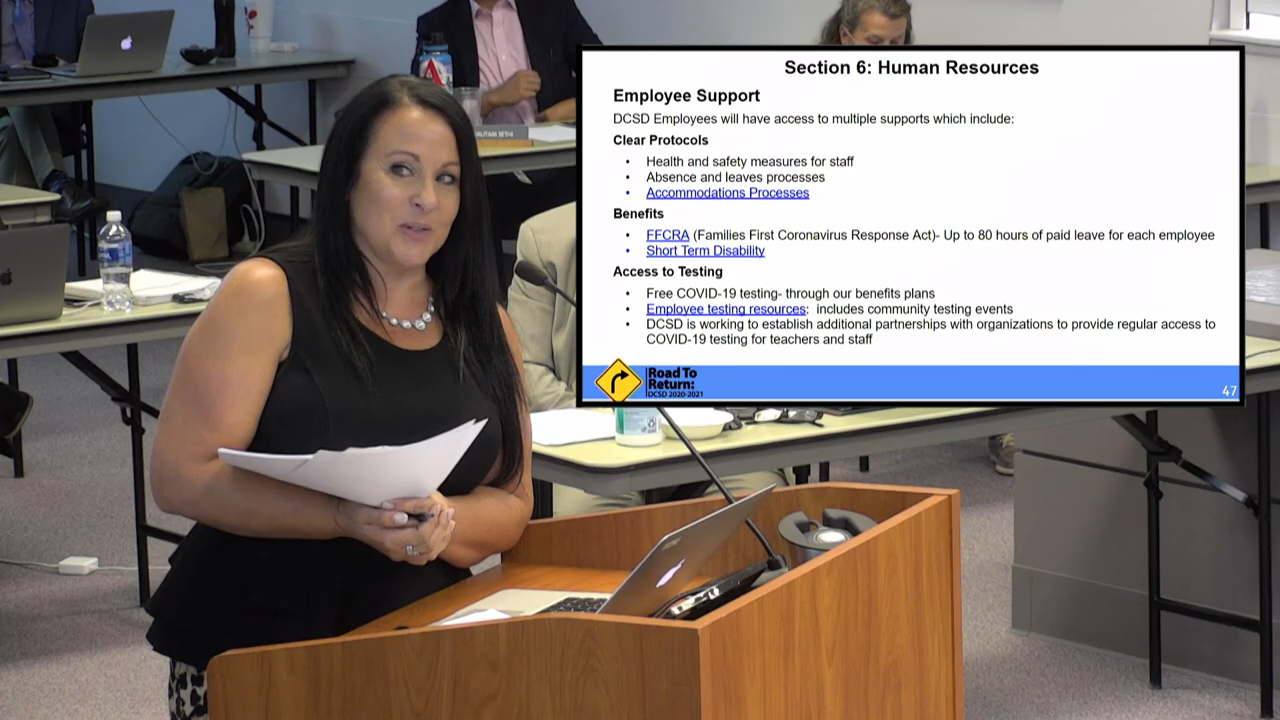 Section 6: Human Resources
Employee Support
DCSD Employees will have access to multiple supports which include:
Clear Protocols
• Health and safety measures for staff
• Absence and leaves processes
• Accommodations Processes
Benefits
• FFCRA (Families First Coronavirus Response Act)- Up to 80 hours of paid leave for each employee
• Short Term Disability
Access to Testing
• Free COVID-19 testing- through our benefits plans
• Employee testing resources: includes community testing events
• DCSD is working to establish additional partnerships with organizations to provide regular access to
COVID-19 testing for teachers and staff
Road To
Return:
DCSD 2020-2021
47